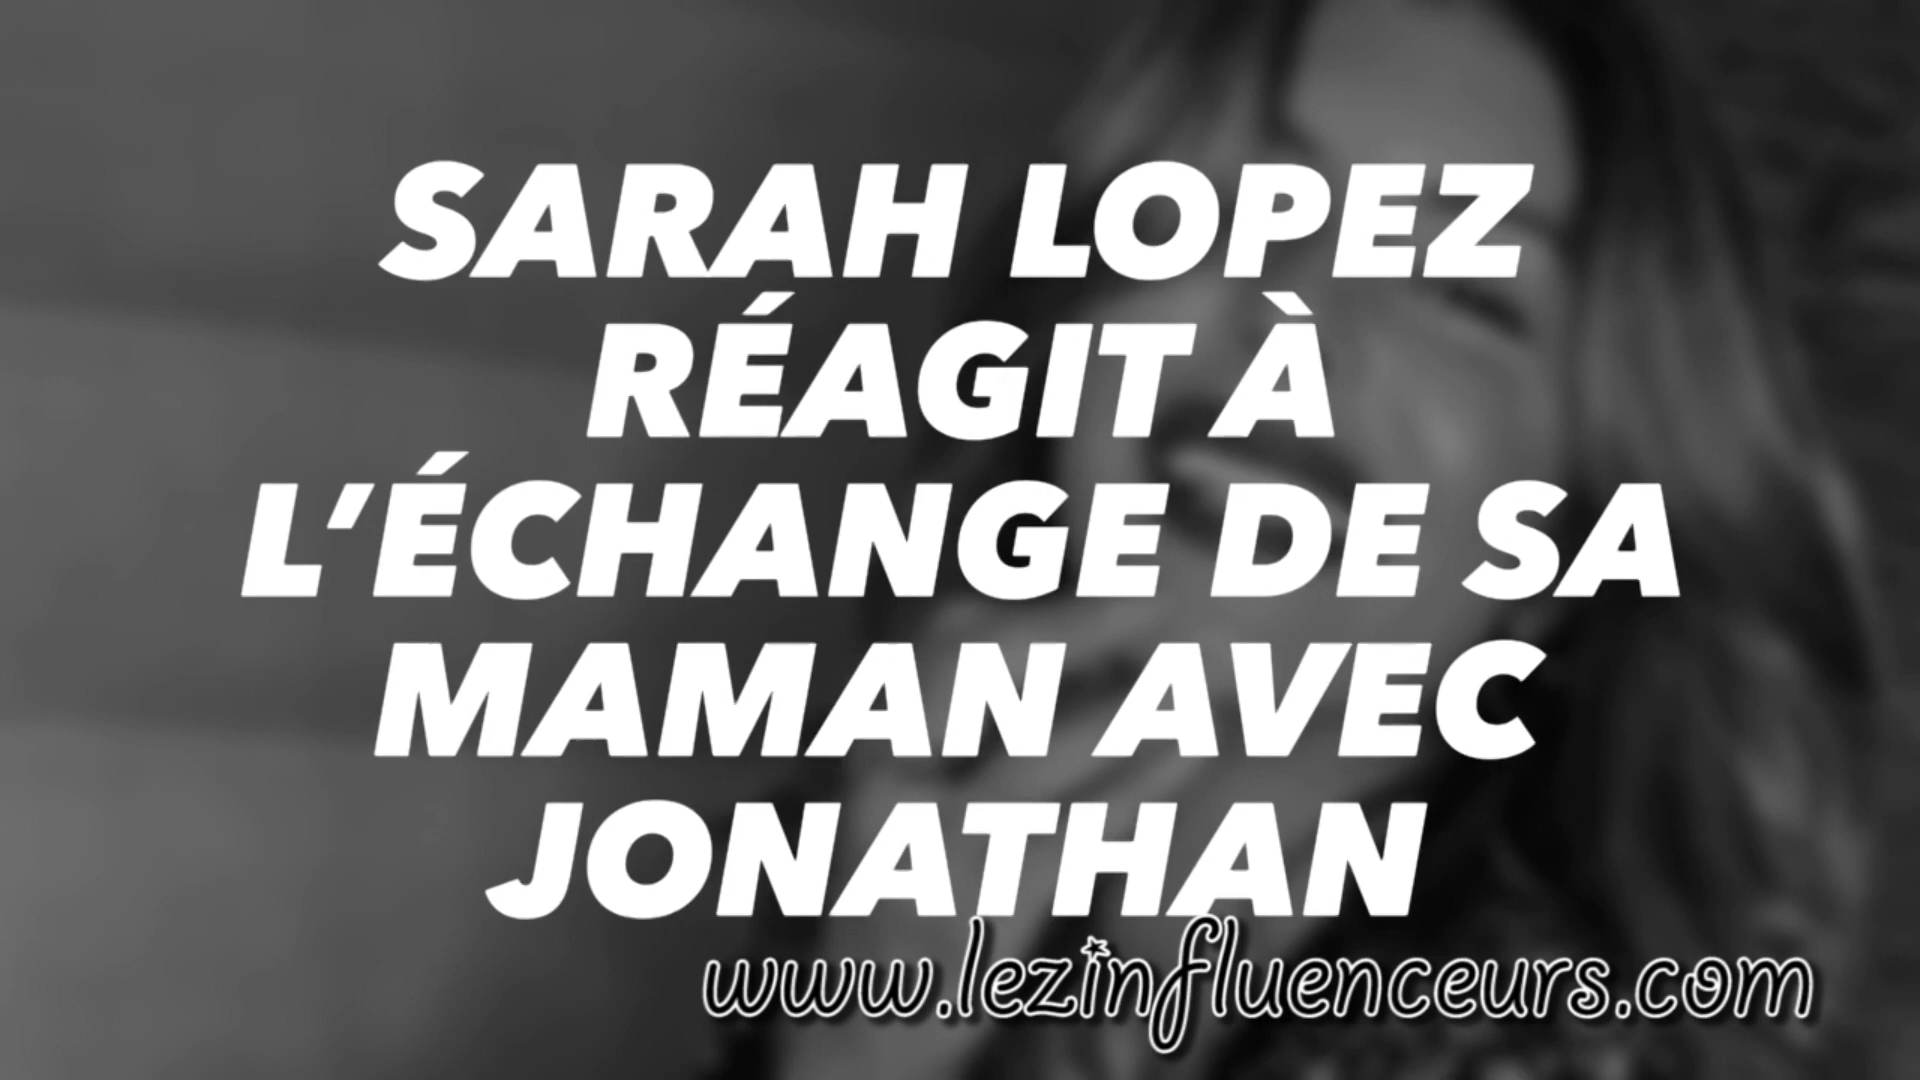 SARAH LOPEZ
RÉAGIT À
L'ÉCHANGE DE SA
MAMAN AVEC
JONATHAN
www.lezinfluenceurs.com